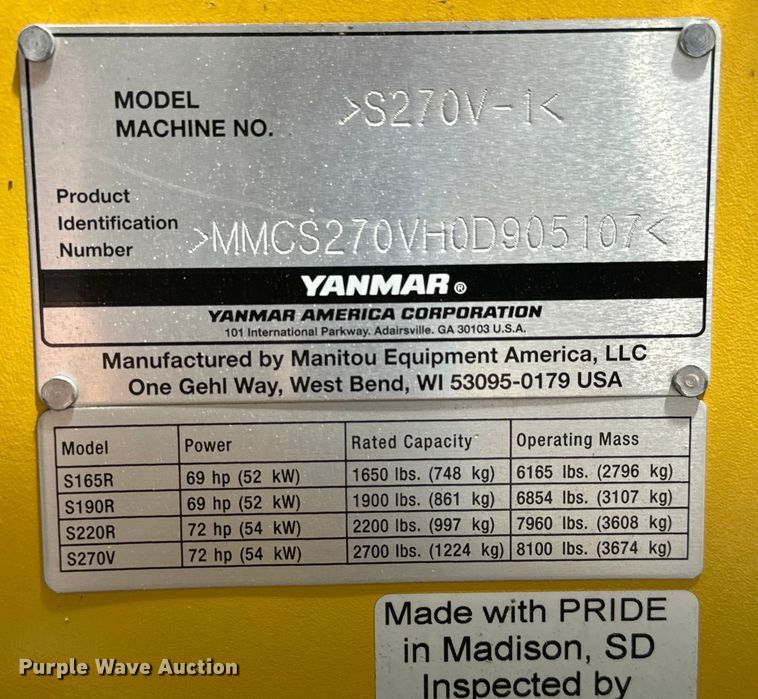 MODEL >S270V-1<
MACHINE NO.
Product
Identification
Number >MMCS270VH0D905107<
YANMAR®
YANMAR AMERICA CORPORATION
101 International Parkway. Adairsville. GA 30103 U.S.A.
Manufactured by Manitou Equipment America, LLC
One Gehl Way, West Bend, WI 53095-0179 USA
Model Power Rated Capacity Operating Mass
S165R 69 hp (52 kW) 1650 lbs. (748 kg) 6165 lbs. (2796 kg)
S190R 69 hp (52 kW) 1900 lbs. (861 kg) 6854 lbs. (3107 kg)
S220R 72 hp (54 kW) 2200 lbs. (997 kg) 7960 lbs. (3608 kg)
S270V 72 hp (54 kW) 2700 lbs. (1224 kg) 8100 lbs. (3674 kg)
Made with PRIDE
in Madison, SD
Inspected by
Purple Wave Auction